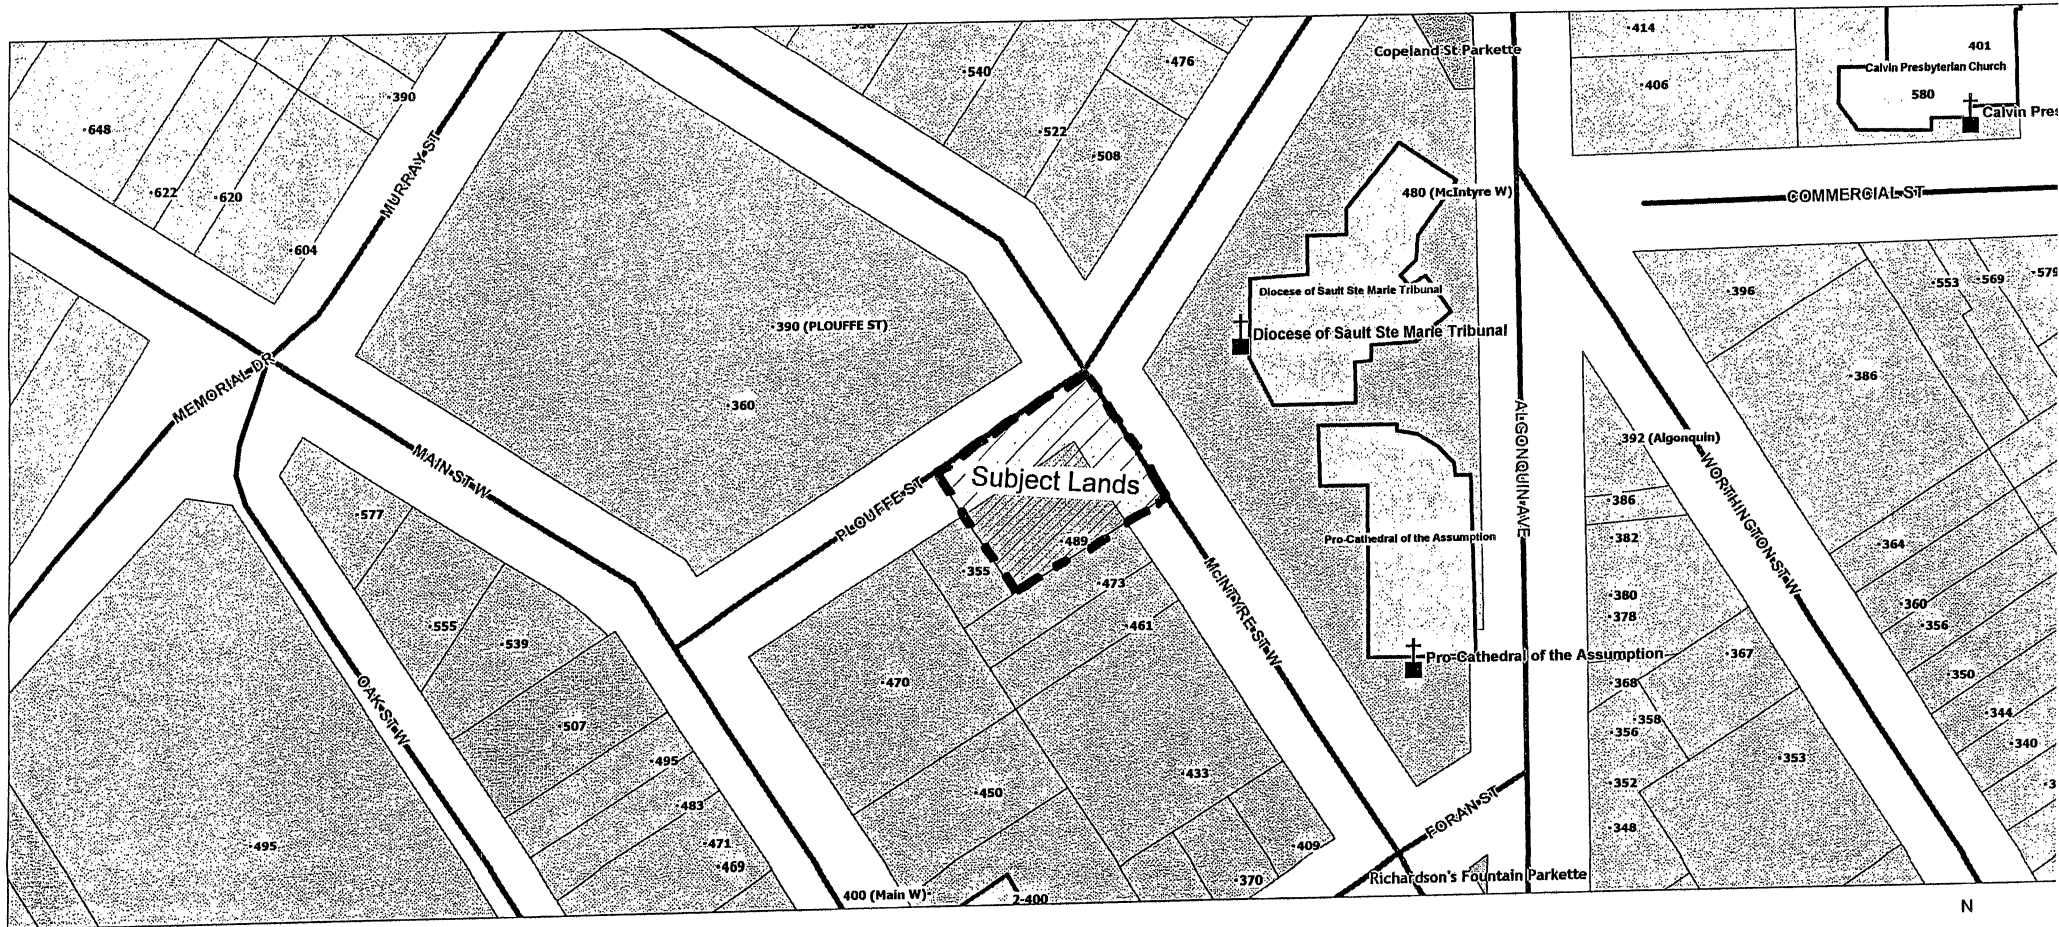 Copeland St Parkette
414
401
Calvin Presbyterian Church
540
476
390
406
580
Calvin Pres
648
522
508
MURRAY ST
622
620
480 (McIntyre W)
COMMERCIAL ST
604
579
569
553
396
Diocese of Sault Ste Marie Tribunal
390 (PLOUFFE ST)
Diocese of Sault Ste Marie Tribunal
MEMORIAL DR
386
360
392 (Algonquin)
MAIN ST W
ALGONQUIN AVE
Subject Lands
PLOUFFE ST
386
577
WORTHINGTON ST W
489
Pro-Cathedral of the Assumption
382
364
355
473
McINTYRE ST W
380
360
378
555
461
356
539
Pro-Cathedral of the Assumption
367
470
368
350
OAK ST W
358
344
507
356
340
495
353
433
352
450
483
348
471
495
409
469
370
Richardson's Fountain Parkette
FORAN ST
400 (Main W)
2-400
N